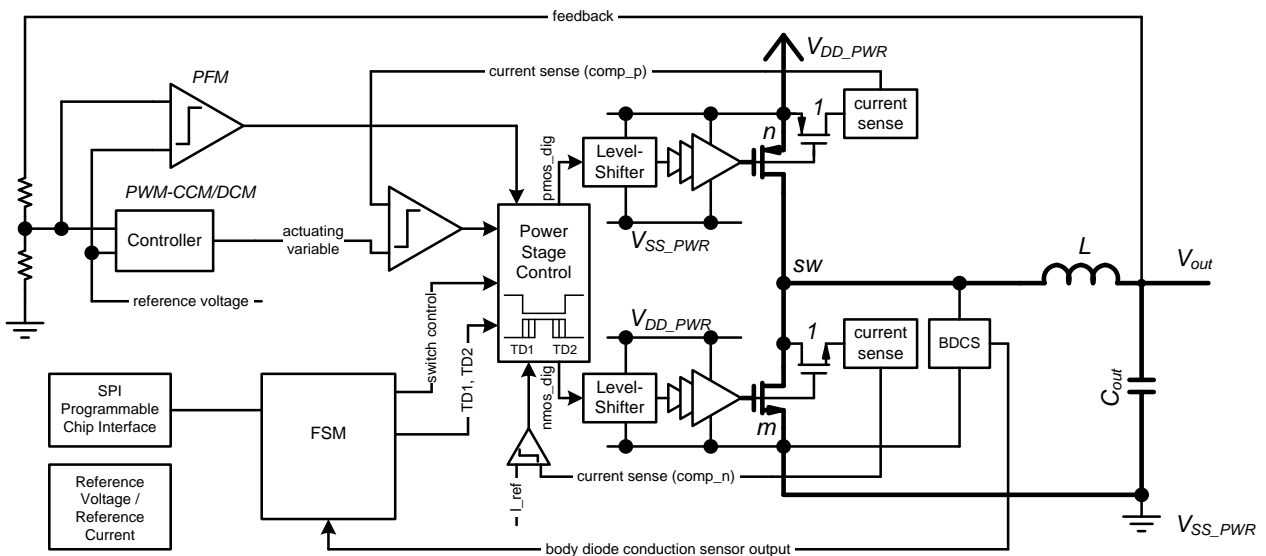 feedback
V_DD_PWR
PFM
current sense (comp_p)
1
current
sense
n
Level-
Shifter
pmos_dig
PWM-CCM/DCM
Controller
actuating
variable
Power
Stage
Control
TD1
TD2
V_SS_PWR
reference voltage
sw
L
V_out
switch control
TD1, TD2
V_DD_PWR
1
current
sense
BDCS
nmos_dig
Level-
Shifter
m
C_out
SPI
Programmable
Chip Interface
FSM
I_ref
current sense (comp_n)
Reference
Voltage /
Reference
Current
V_SS_PWR
body diode conduction sensor output